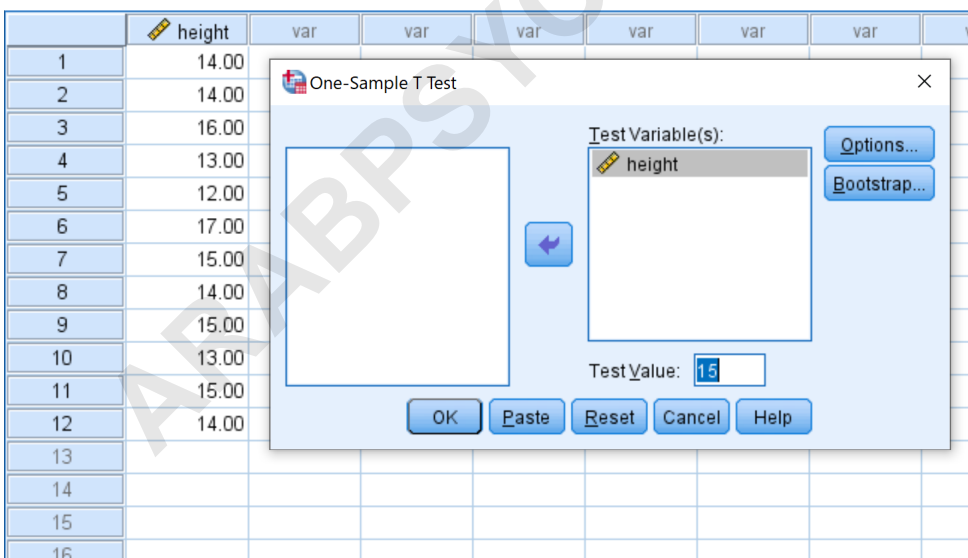 height var var var var var var
1 14.00
2 14.00
3 16.00
4 13.00
5 12.00
6 17.00
7 15.00
8 14.00
9 15.00
10 13.00
11 15.00
12 14.00
13
14
15
16
One-Sample T Test
Test Variable(s):
height
Options...
Bootstrap...
Test Value: 15
OK Paste Reset Cancel Help
ARABPSYC